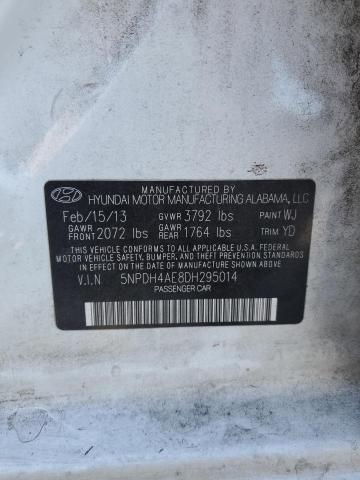 MANUFACTURED BY
HYUNDAI MOTOR MANUFACTURING ALABAMA, LLC
Feb/15/13 GVWR 3792 lbs PAINT WJ
GAWR FRONT 2072 lbs GAWR REAR 1764 lbs TRIM YD
THIS VEHICLE CONFORMS TO ALL APPLICABLE U.S. FEDERAL
MOTOR VEHICLE SAFETY, BUMPER, AND THEFT PREVENTION
STANDARDS IN EFFECT ON THE DATE OF MANUFACTURE SHOWN ABOVE.
V.I.N 5NPDH4AE8DH295014
PASSENGER CAR